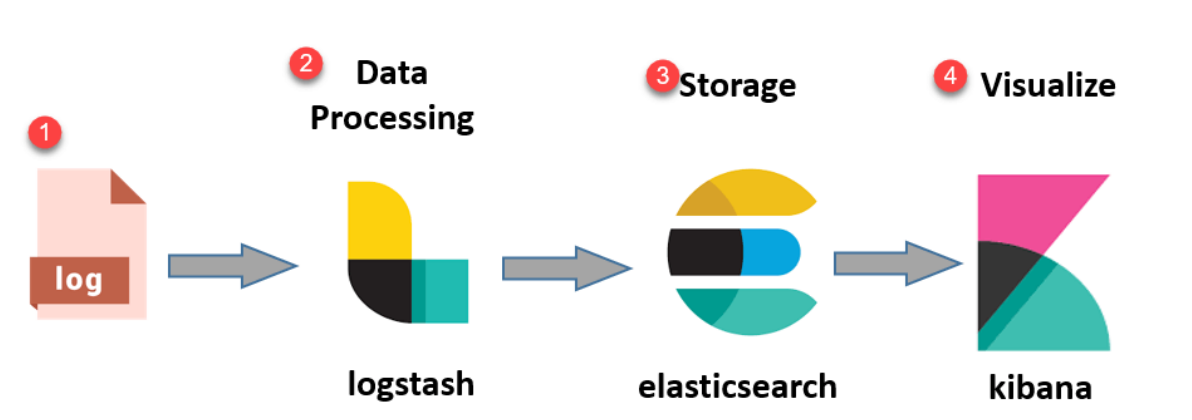 1
log
2
Data
Processing
logstash
3
Storage
elasticsearch
4
Visualize
kibana